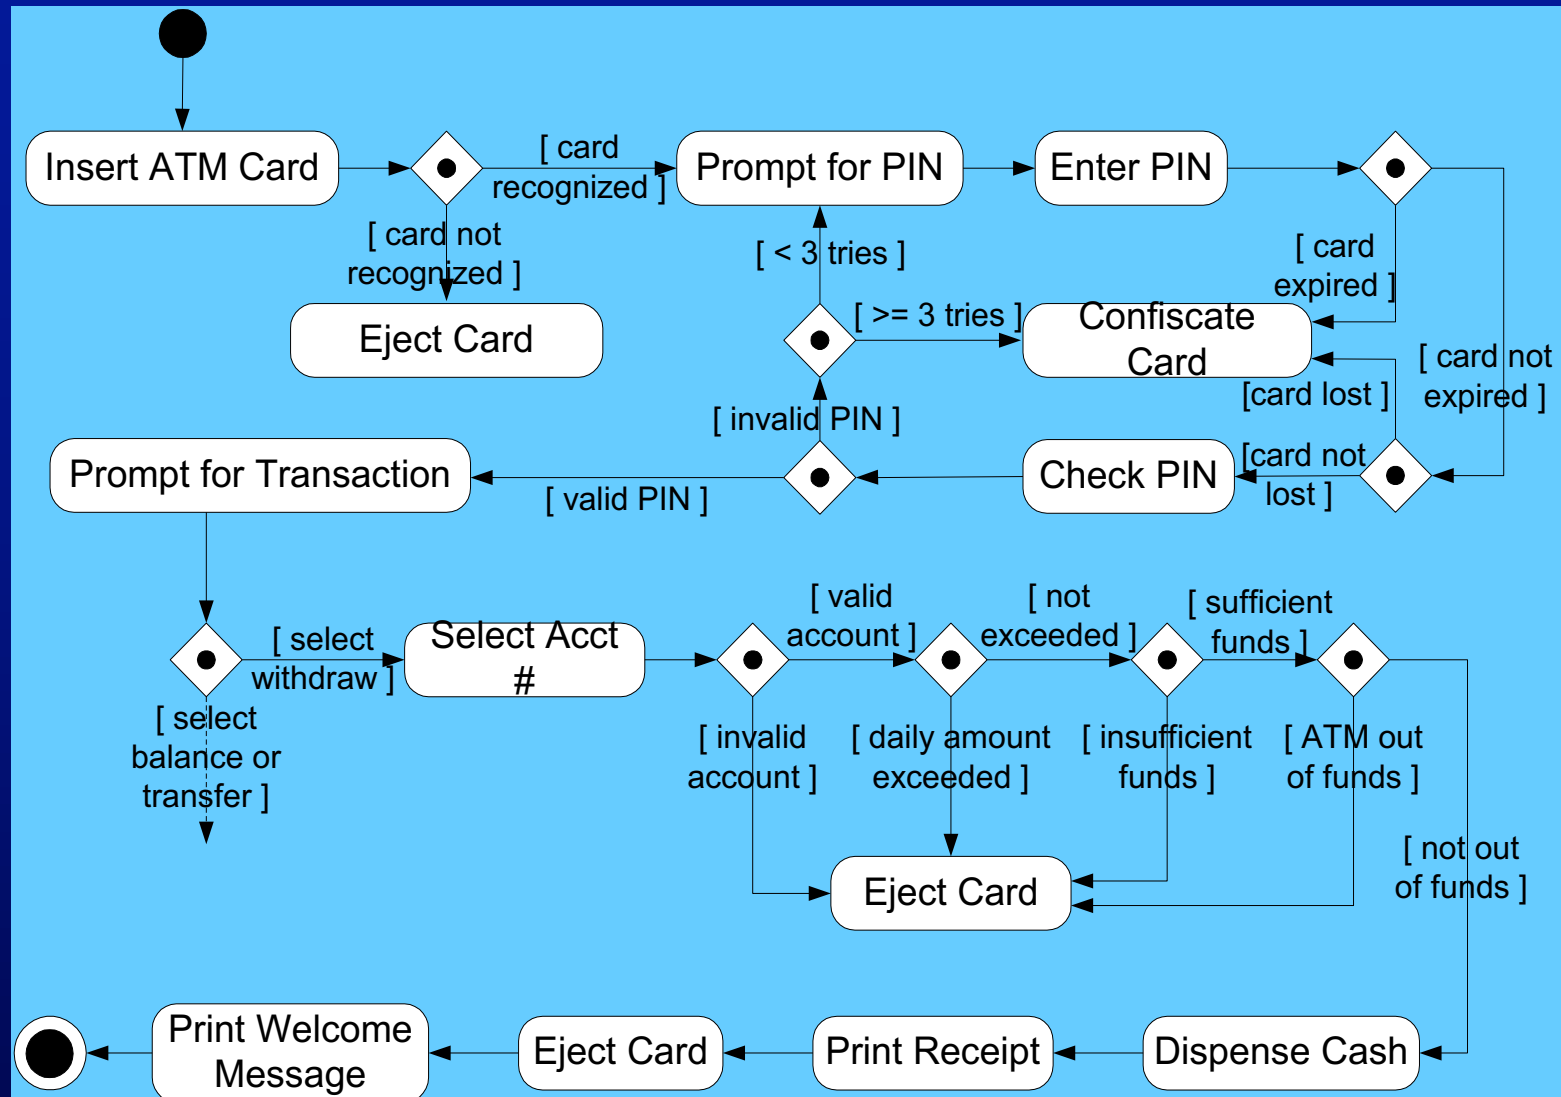 Insert ATM Card
[ card
recognized ]
Prompt for PIN
Enter PIN
[ card not
recognized ]
Eject Card
[ < 3 tries ]
[ >= 3 tries ]
[ card
expired ]
Confiscate
Card
[ card not
expired ]
[card lost ]
[ invalid PIN ]
Prompt for Transaction
[ valid PIN ]
Check PIN
[card not
lost ]
[ select
withdraw ]
Select Acct
#
[ valid
account ]
[ not
exceeded ]
[ sufficient
funds ]
[ select
balance or
transfer ]
[ invalid
account ]
[ daily amount
exceeded ]
[ insufficient
funds ]
[ ATM out
of funds ]
[ not out
of funds ]
Eject Card
Print Welcome
Message
Eject Card
Print Receipt
Dispense Cash